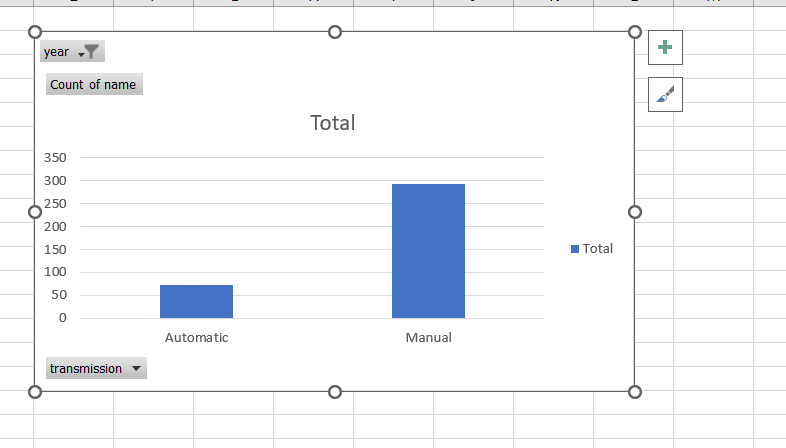 year
Count of name
Total
350
300
250
200
150
100
50
0
Total
Automatic
Manual
transmission